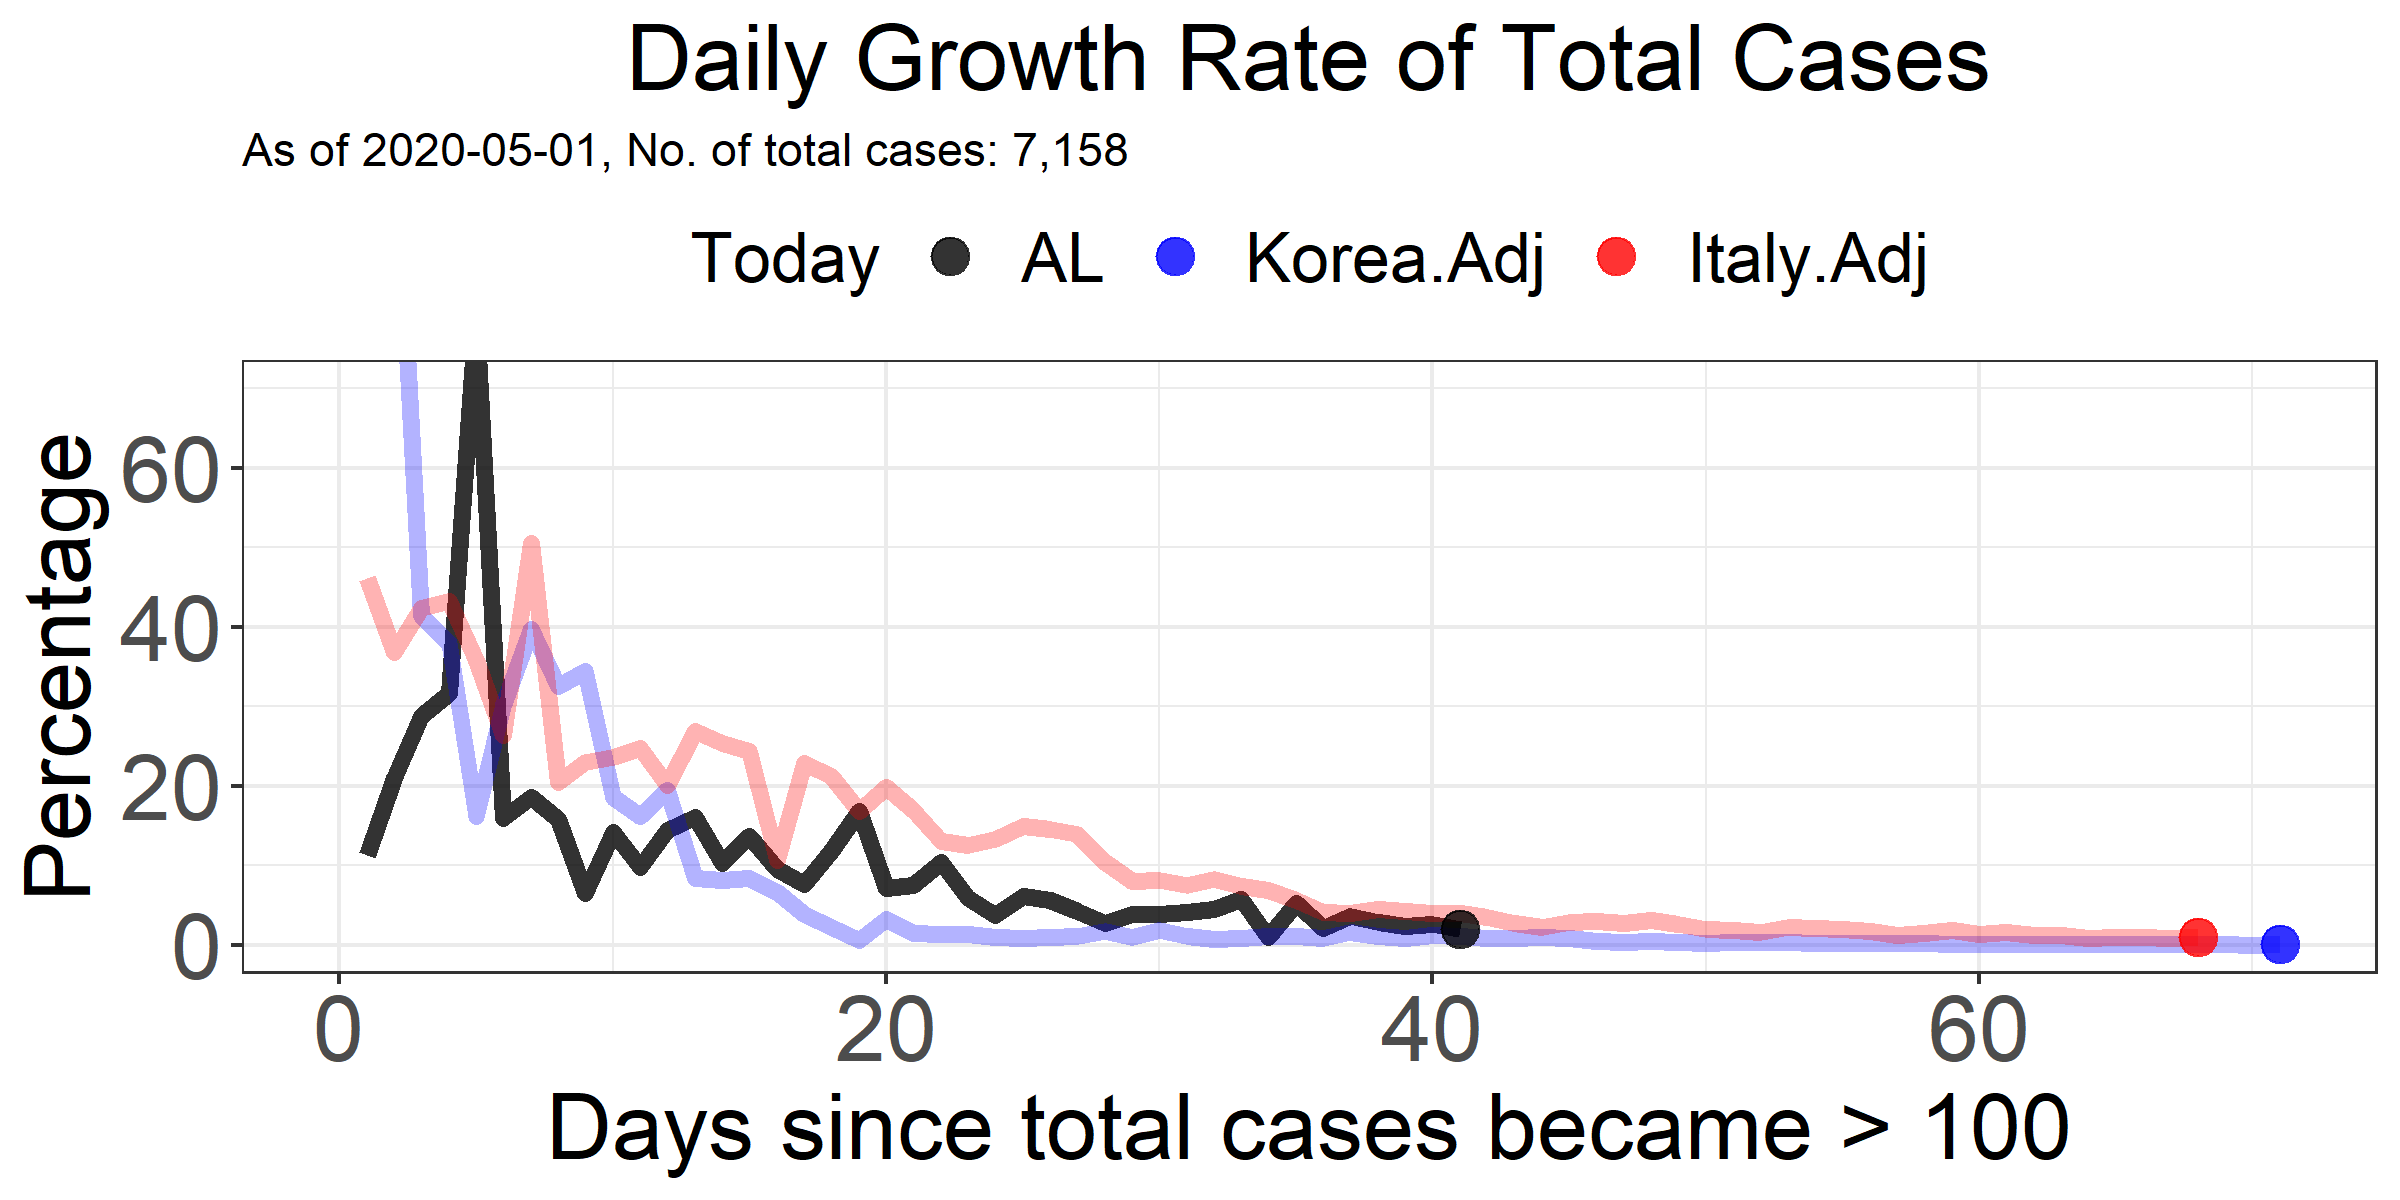 Daily Growth Rate of Total Cases
As of 2020-05-01, No. of total cases: 7,158
Today AL Korea.Adj Italy.Adj
Percentage
60
40
20
0
0 20 40 60
Days since total cases became > 100